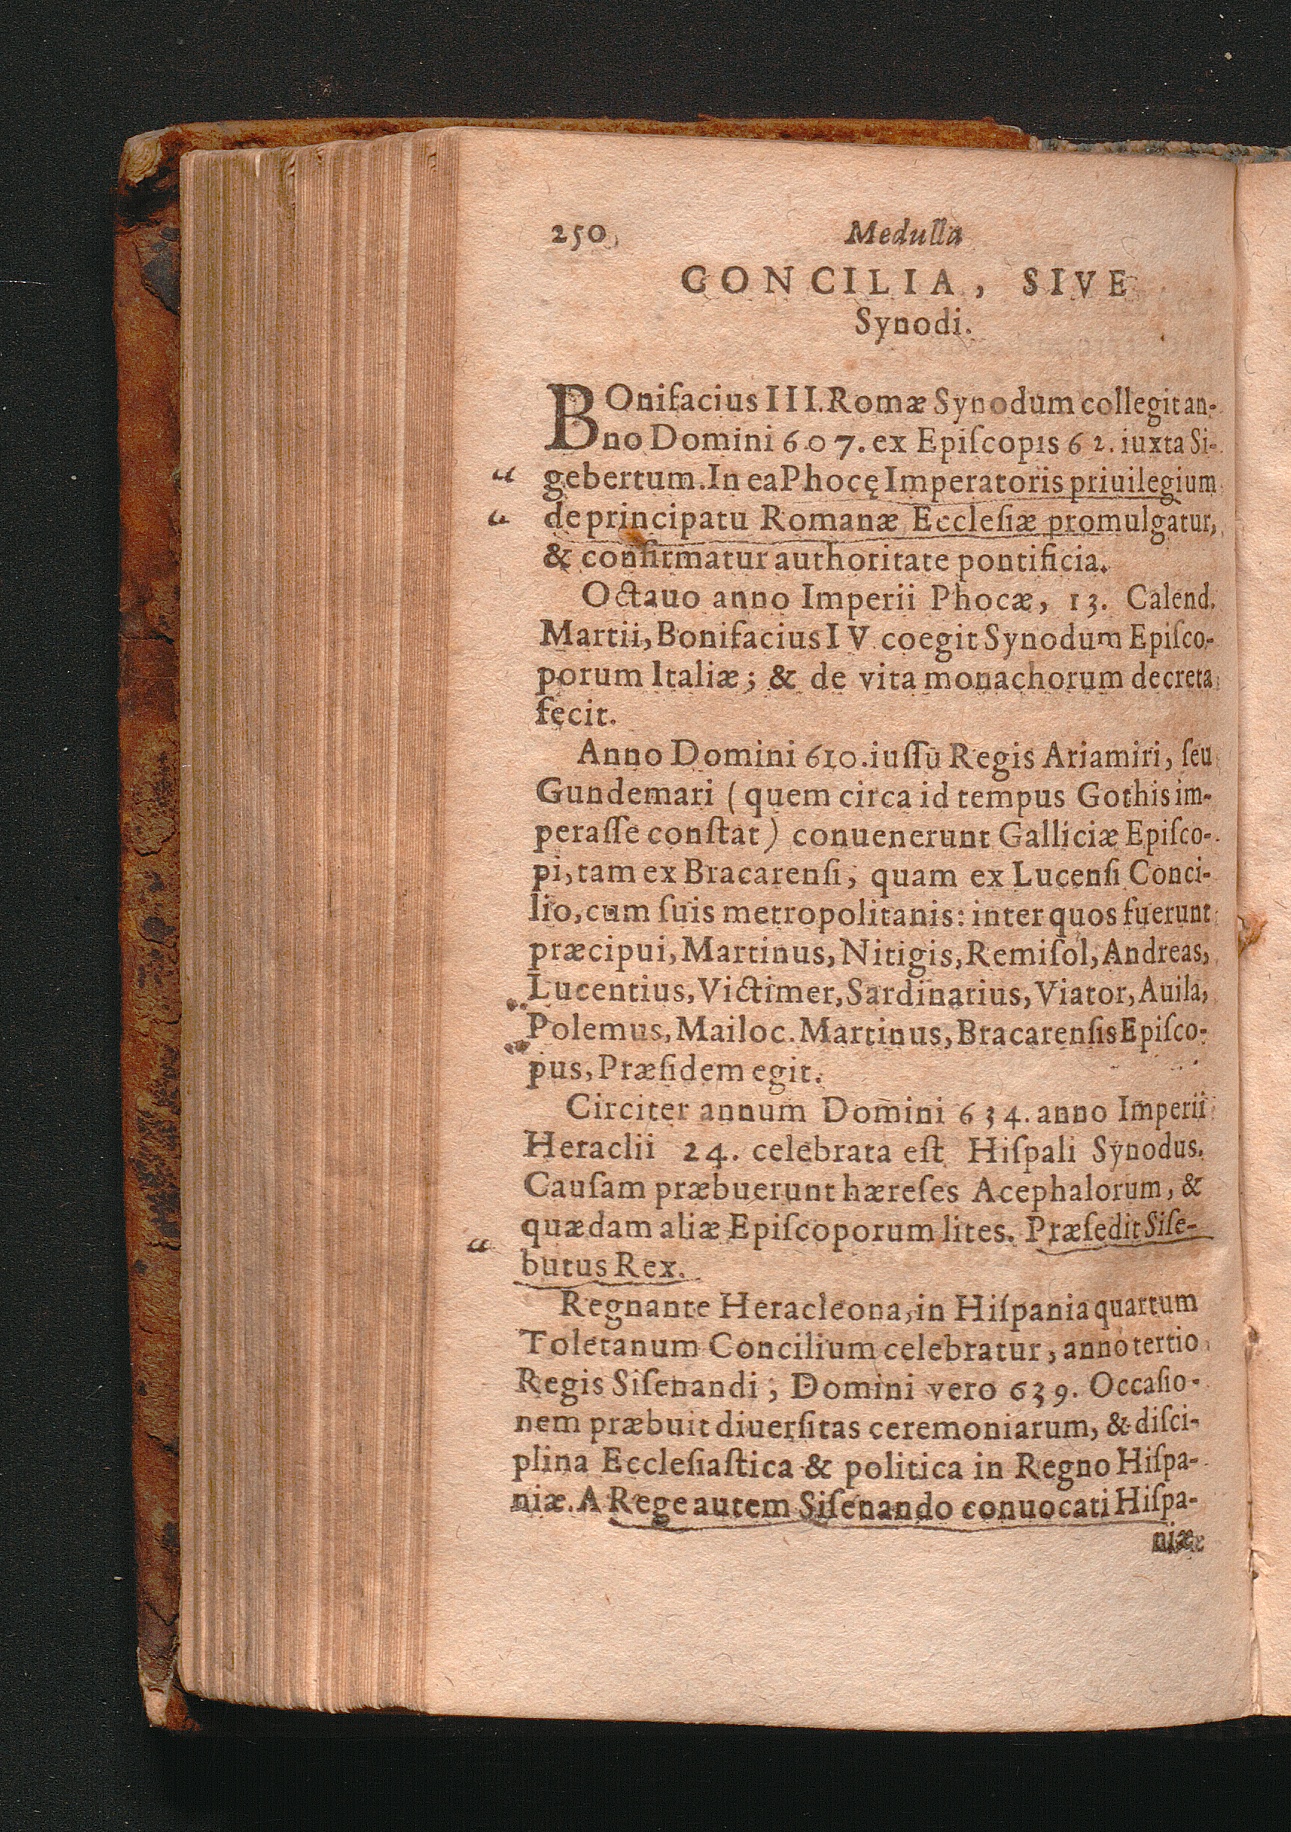 250 Medulla
CONCILIA, SIVE
Synodi.
BOnifacius III. Romæ Synodum collegit an-
no Domini 607. ex Epiſcopis 62. iuxta Si-
gebertum. In ea Phocę Imperatoris priuilegium
de principatu Romanæ Eccleſiæ promulgatur,
& confirmatur authoritate pontificia.
Octauo anno Imperii Phocæ, 13. Calend.
Martii, Bonifacius IV coegit Synodum Epiſco-
porum Italiæ; & de vita monachorum decreta
fecit.
Anno Domini 610. iuſſu Regis Ariamiri, ſeu
Gundemari (quem circa id tempus Gothis im-
peraſſe conſtat) conuenerunt Galliciæ Epiſco-
pi, tam ex Bracarenſi, quam ex Lucenſi Conci-
lio, cum ſuis metropolitanis: inter quos fuerunt
præcipui, Martinus, Nitigis, Remiſol, Andreas,
Lucentius, Victimer, Sardinarius, Viator, Auila,
Polemus, Mailoc. Martinus, Bracarenſis Epiſco-
pus, Præſidem egit.
Circiter annum Domini 634. anno Imperii
Heraclii 24. celebrata eſt Hiſpali Synodus.
Cauſam præbuerunt hæreſes Acephalorum, &
quædam aliæ Epiſcoporum lites. Præſedit Siſe-
butus Rex.
Regnante Heracleona, in Hiſpania quartum
Toletanum Concilium celebratur, anno tertio
Regis Siſenandi; Domini vero 639. Occaſio-
nem præbuit diuerſitas ceremoniarum, & diſci-
plina Eccleſiaſtica & politica in Regno Hiſpa-
niæ. A Rege autem Siſenando conuocati Hiſpa-
niæ